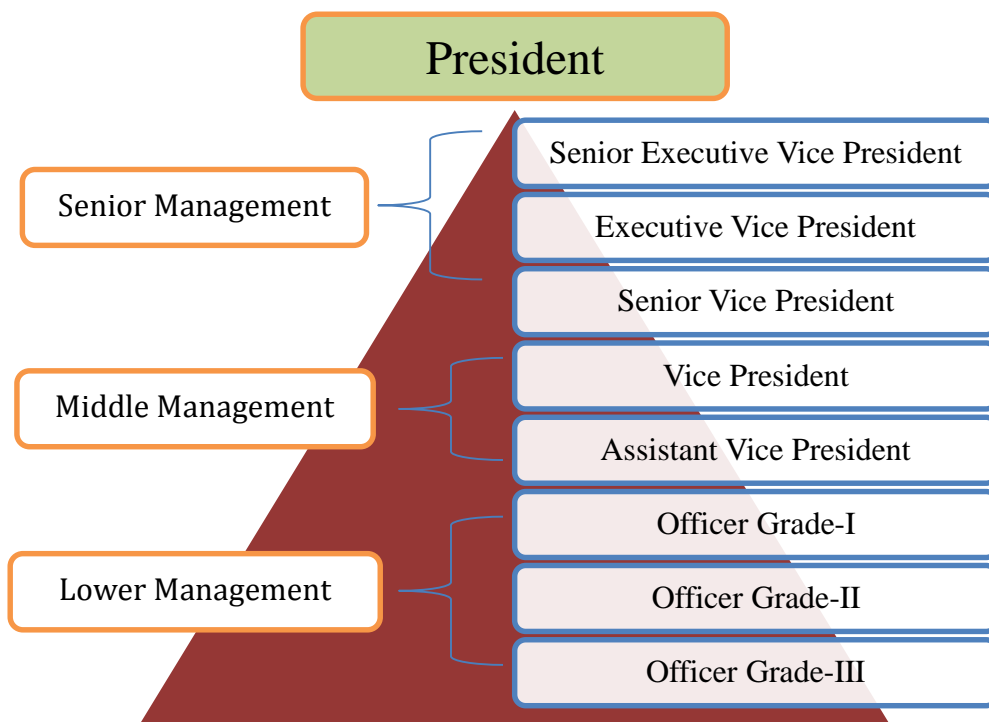 President
Senior Executive Vice President
Senior Management
Executive Vice President
Senior Vice President
Vice President
Middle Management
Assistant Vice President
Officer Grade-I
Lower Management
Officer Grade-II
Officer Grade-III